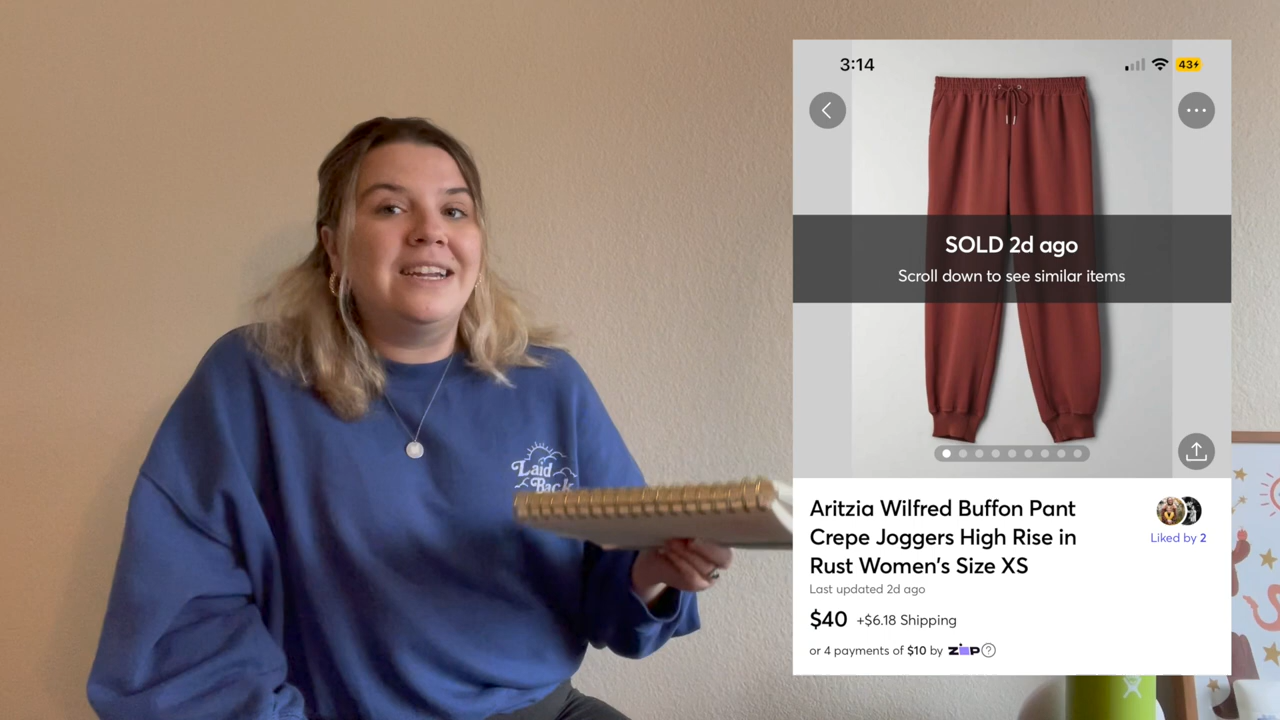 3:14
43
SOLD 2d ago
Scroll down to see similar items
Laid
Back
Aritzia Wilfred Buffon Pant
Crepe Joggers High Rise in
Rust Women's Size XS
Liked by 2
Last updated 2d ago
$40 +$6.18 Shipping
or 4 payments of $10 by ZIP ?